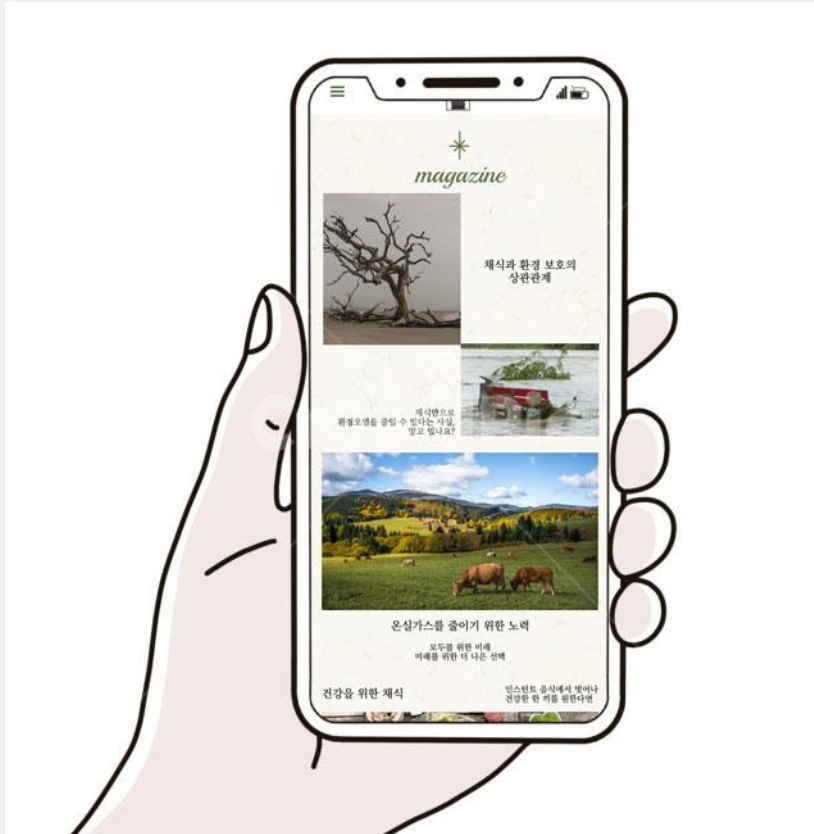 magazine
채식과 환경 보호의
상관관계
채식만으로
환경오염을 줄일 수 있다는 사실,
알고 있나요?
온실가스를 줄이기 위한 노력
모두를 위한 미래
미래를 위한 더 나은 선택
건강을 위한 채식
인스턴트 음식에서 벗어나
건강한 한 끼를 원한다면